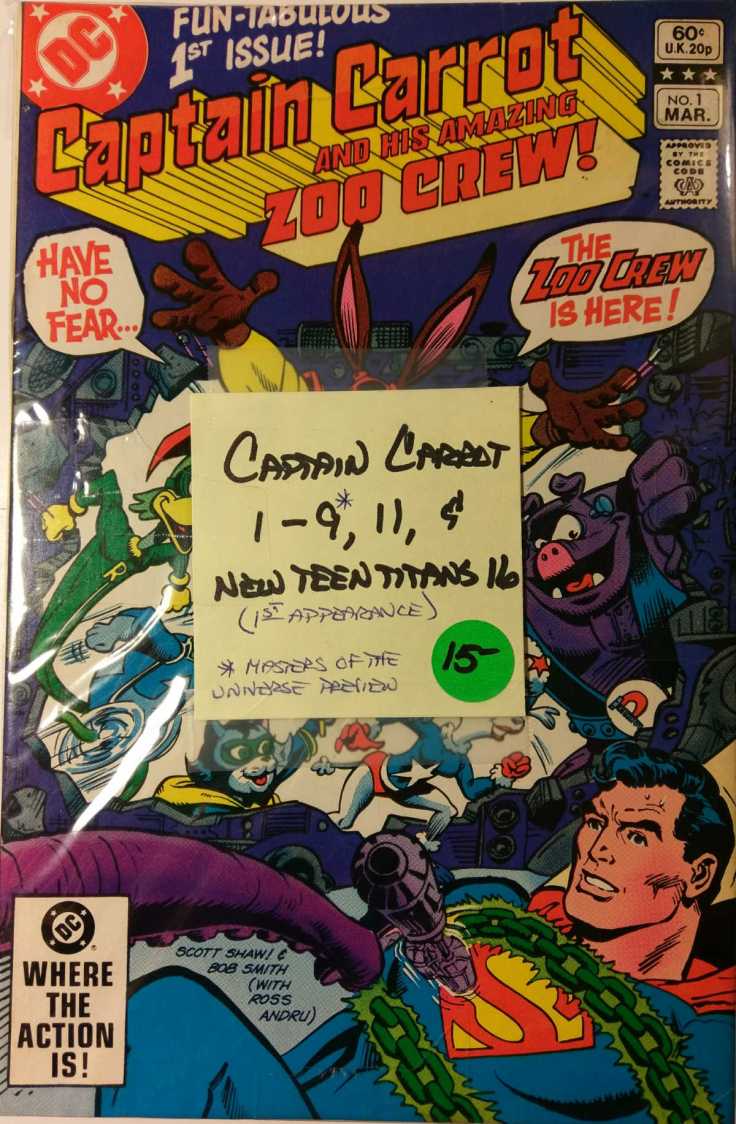 DC
FUN-TABULOUS
1ST ISSUE!
Captain Carrot
AND HIS AMAZING
ZOO CREW!
60¢
U.K. 20p
NO. 1
MAR.
APPROVED
BY THE
COMICS
CODE
CA
AUTHORITY
HAVE
NO
FEAR...
THE
ZOO CREW
IS HERE!
CAPTAIN CARROT
1-9*, 11, &
NEW TEEN TITANS 16
(1ST APPEARANCE)
* MASTERS OF THE
UNIVERSE PREVIEW
15-
R
SCOTT SHAW! &
BOB SMITH
(WITH
ROSS
ANDRU)
S
DC
WHERE
THE
ACTION
IS!